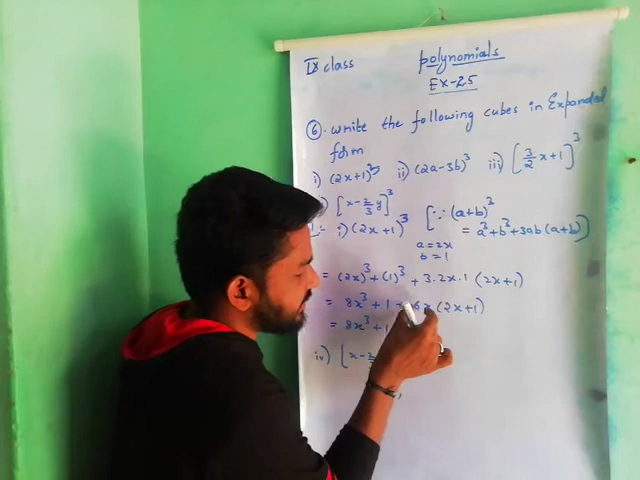 IX class polynomials
EX-2.5
⑥. write the following cubes in Expanded
form
i) (2x+1)³ ii) (2a-3b)³ iii) [3/2 x+1]³
) [x-2/3 y]³
i) (2x+1)³ [∵ (a+b)³
= a³+b³+3ab(a+b)]
a=2x
b=1
= (2x)³+(1)³ + 3.2x.1 (2x+1)
= 8x³+1 + 6x(2x+1)
= 8x³+1
iv) [x-2